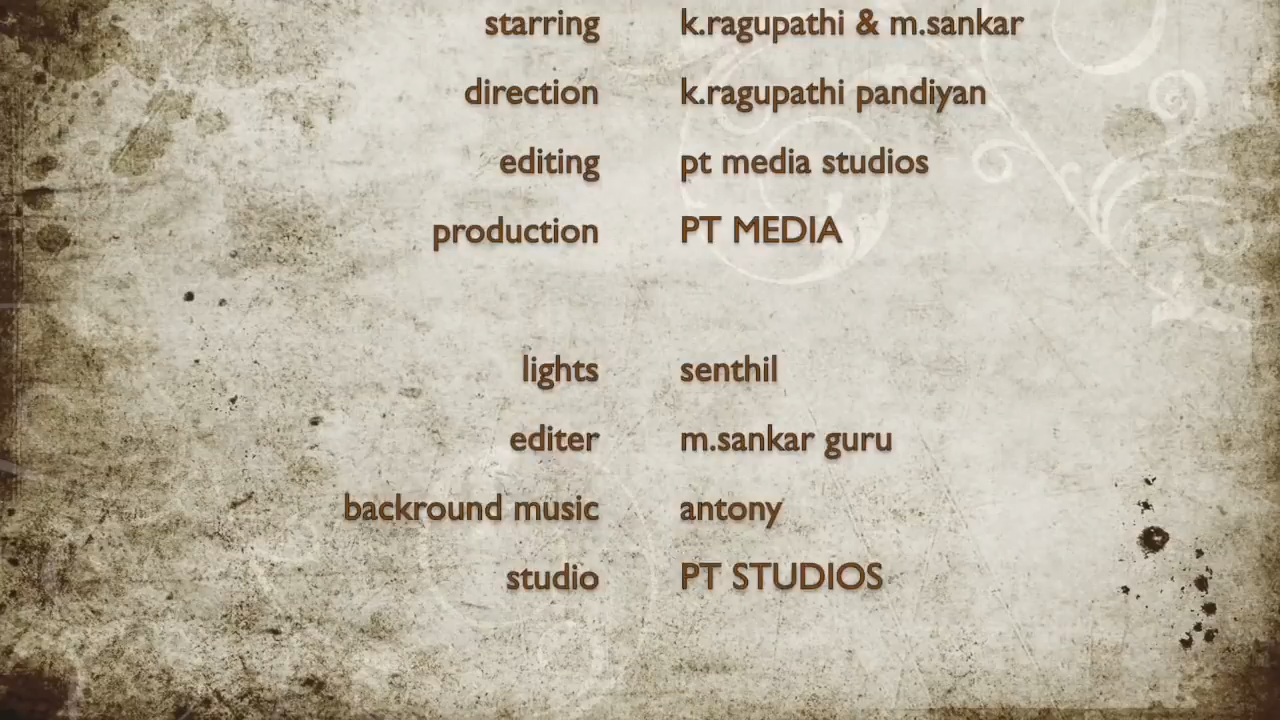 starring k.ragupathi & m.sankar
direction k.ragupathi pandiyan
editing pt media studios
production PT MEDIA
lights senthil
editer m.sankar guru
backround music antony
studio PT STUDIOS